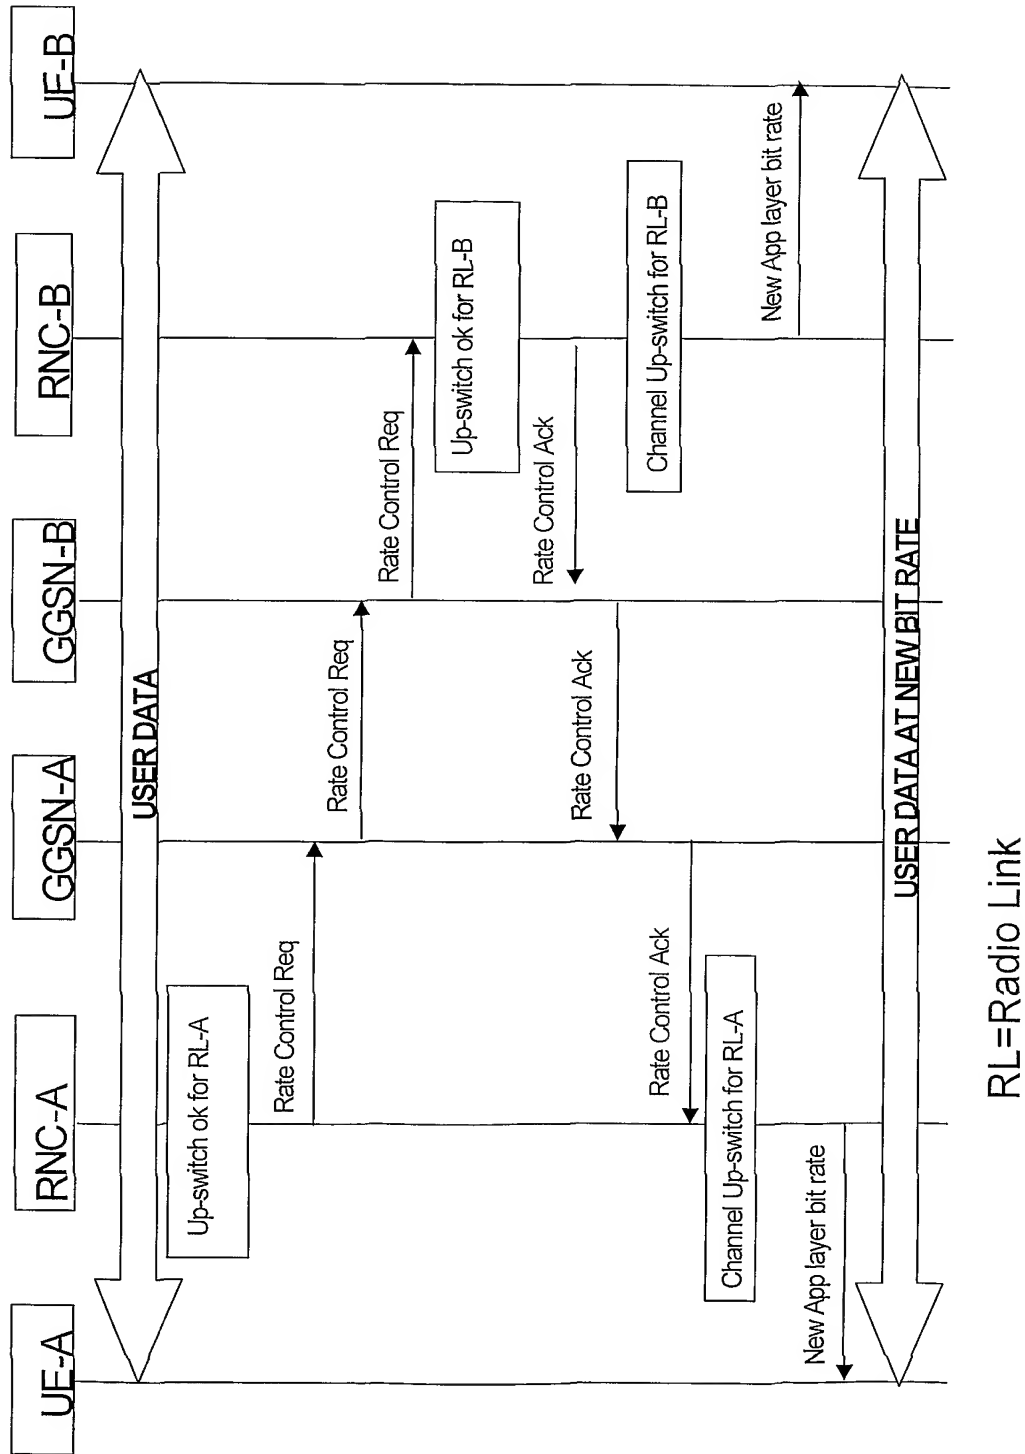 UE-A
RNC-A
GGSN-A
GGSN-B
RNC-B
UE-B
USER DATA
Up-switch ok for RL-A
Rate Control Req
Rate Control Req
Rate Control Req
Up-switch ok for RL-B
Rate Control Ack
Rate Control Ack
Channel Up-switch for RL-B
Rate Control Ack
Channel Up-switch for RL-A
New App layer bit rate
New App layer bit rate
USER DATA AT NEW BIT RATE
RL=Radio Link